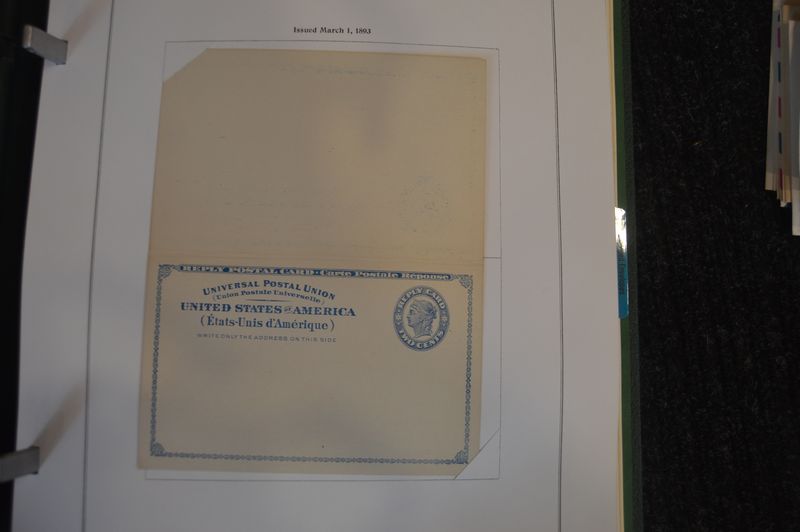 Issued March 1, 1893
REPLY POSTAL CARD · Carte Postale Réponse
UNIVERSAL POSTAL UNION
(Union Postale Universelle)
UNITED STATES OF AMERICA
(États-Unis d'Amérique)
WRITE ONLY THE ADDRESS ON THIS SIDE
REPLY CARD
TWO CENTS